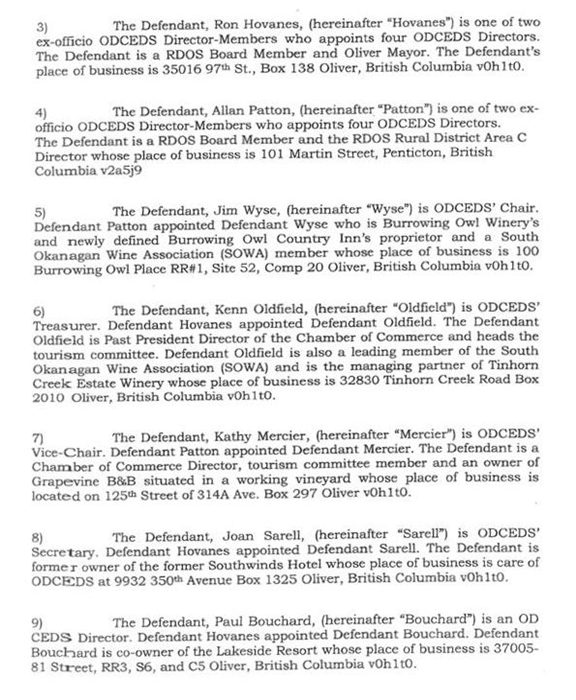 3) The Defendant, Ron Hovanes, (hereinafter "Hovanes") is one of two
ex-officio ODCEDS Director-Members who appoints four ODCEDS Directors.
The Defendant is a RDOS Board Member and Oliver Mayor. The Defendant's
place of business is 35016 97th St., Box 138 Oliver, British Columbia v0h1t0.
4) The Defendant, Allan Patton, (hereinafter "Patton") is one of two ex-
officio ODCEDS Director-Members who appoints four ODCEDS Directors.
The Defendant is a RDOS Board Member and the RDOS Rural District Area C
Director whose place of business is 101 Martin Street, Penticton, British
Columbia v2a5j9
5) The Defendant, Jim Wyse, (hereinafter "Wyse") is ODCEDS' Chair.
Defendant Patton appointed Defendant Wyse who is Burrowing Owl Winery's
and newly defined Burrowing Owl Country Inn's proprietor and a South
Okanagan Wine Association (SOWA) member whose place of business is 100
Burrowing Owl Place RR#1, Site 52, Comp 20 Oliver, British Columbia v0h1t0.
6) The Defendant, Kenn Oldfield, (hereinafter "Oldfield") is ODCEDS'
Treasurer. Defendant Hovanes appointed Defendant Oldfield. The Defendant
Oldfield is Past President Director of the Chamber of Commerce and heads the
tourism committee. Defendant Oldfield is also a leading member of the South
Okanagan Wine Association (SOWA) and is the managing partner of Tinhorn
Creek Estate Winery whose place of business is 32830 Tinhorn Creek Road Box
2010 Oliver, British Columbia v0h1t0.
7) The Defendant, Kathy Mercier, (hereinafter "Mercier") is ODCEDS'
Vice-Chair. Defendant Patton appointed Defendant Mercier. The Defendant is a
Chamber of Commerce Director, tourism committee member and an owner of
Grapevine B&B situated in a working vineyard whose place of business is
located on 125th Street of 314A Ave. Box 297 Oliver v0h1t0.
8) The Defendant, Joan Sarell, (hereinafter "Sarell") is ODCEDS'
Secretary. Defendant Hovanes appointed Defendant Sarell. The Defendant is
former owner of the former Southwinds Hotel whose place of business is care of
ODCEDS at 9932 350th Avenue Box 1325 Oliver, British Columbia v0h1t0.
9) The Defendant, Paul Bouchard, (hereinafter "Bouchard") is an OD
CEDS Director. Defendant Hovanes appointed Defendant Bouchard. Defendant
Bouchard is co-owner of the Lakeside Resort whose place of business is 37005-
81 Street, RR3, S6, and C5 Oliver, British Columbia v0h1t0.